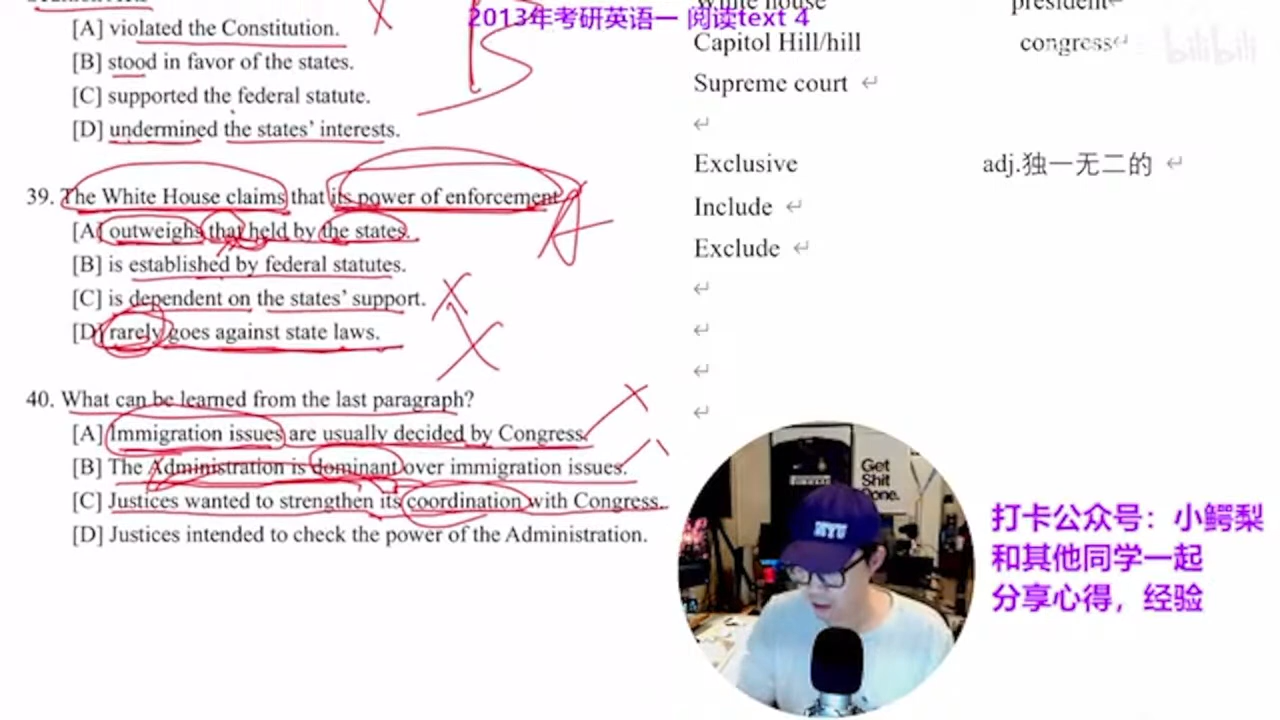 2013年考研英语一 阅读text 4
White house president
Capitol Hill/hill congress
Supreme court
Exclusive adj.独一无二的
Include
Exclude
[A] violated the Constitution.
[B] stood in favor of the states.
[C] supported the federal statute.
[D] undermined the states' interests.
39. The White House claims that its power of enforcement
[A] outweighs that held by the states.
[B] is established by federal statutes.
[C] is dependent on the states' support.
[D] rarely goes against state laws.
40. What can be learned from the last paragraph?
[A] Immigration issues are usually decided by Congress.
[B] The Administration is dominant over immigration issues.
[C] Justices wanted to strengthen its coordination with Congress.
[D] Justices intended to check the power of the Administration.
Get
Shit
Done.
NYU
打卡公众号：小鳄梨
和其他同学一起
分享心得，经验
bilibili